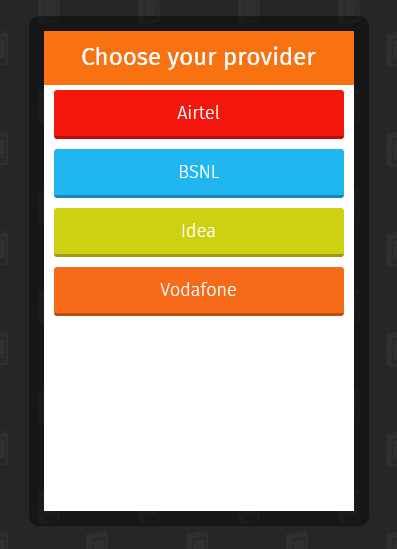 Choose your provider
Airtel
BSNL
Idea
Vodafone